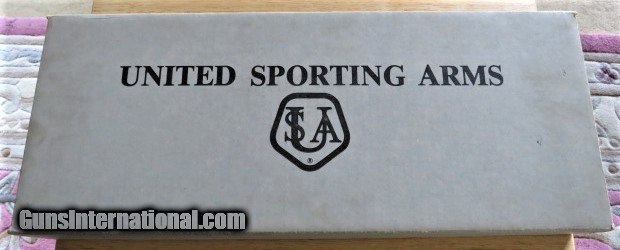 UNITED SPORTING ARMS
USA
®
GunsInternational.com